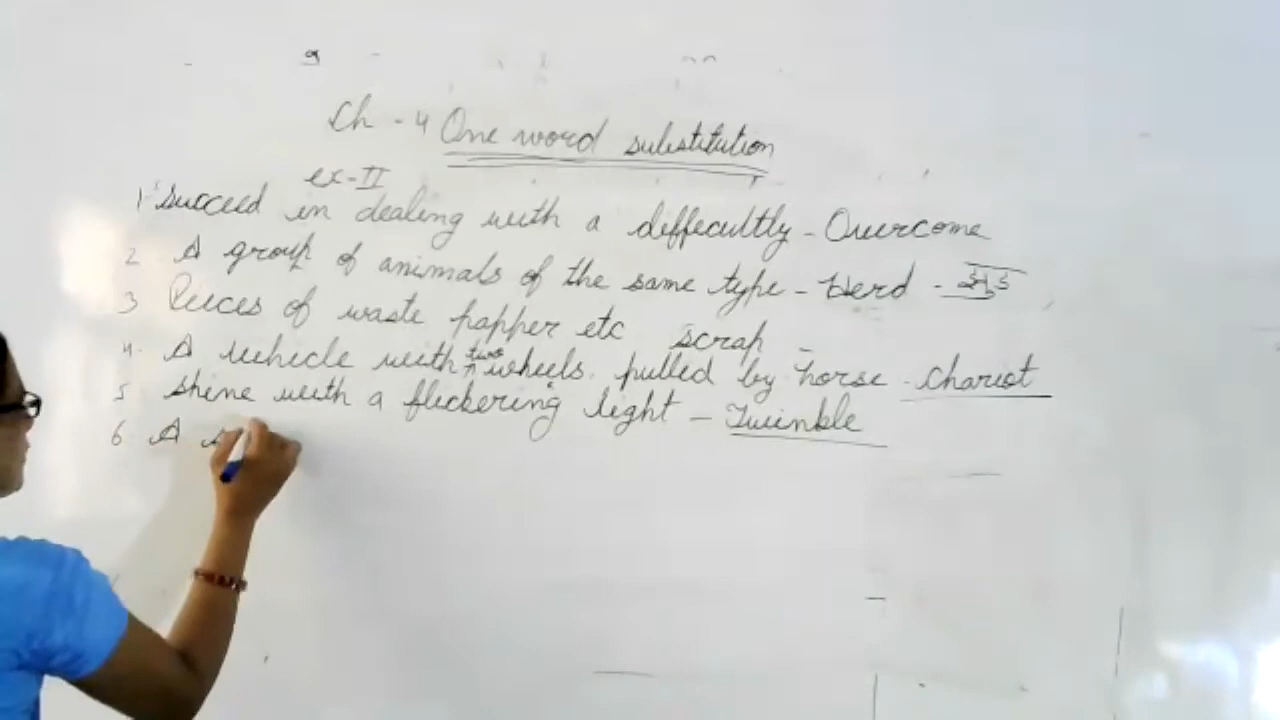 Ch - 4 One word substitution
ex-II
1 Succeed in dealing with a diffecultly - Overcome
2 A group of animals of the same type - Herd -
3 Peices of waste papper etc scrap -
4. A vehicle with two wheels. pulled by horse - Chariot
5 Shine with a flickering light - Twinkle
6 A